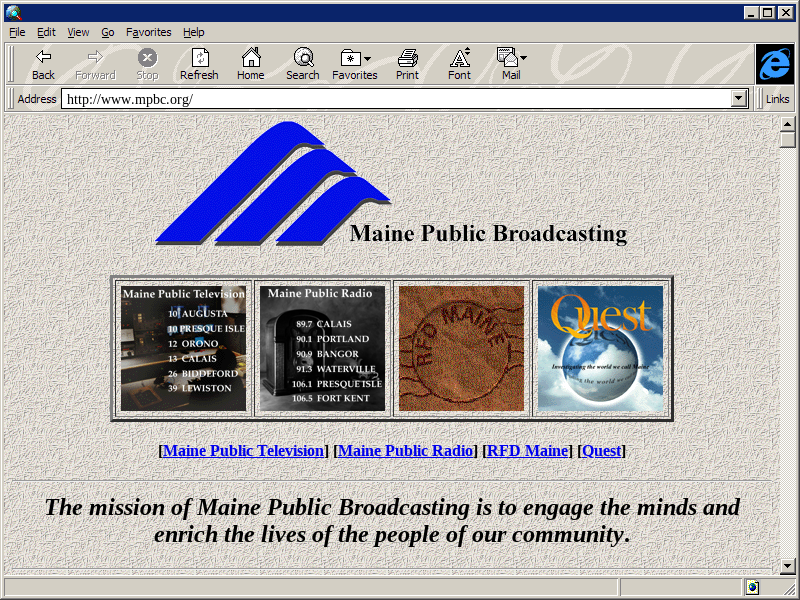 File Edit View Go Favorites Help
Back Forward Stop Refresh Home Search Favorites Print Font Mail
Address http://www.mpbc.org/ Links
Maine Public Broadcasting
Maine Public Television
10 AUGUSTA
10 PRESQUE ISLE
12 ORONO
13 CALAIS
26 BIDDEFORD
39 LEWISTON
Maine Public Radio
89.7 CALAIS
90.1 PORTLAND
90.9 BANGOR
91.3 WATERVILLE
106.1 PRESQUE ISLE
106.5 FORT KENT
RFD MAINE
Quest
Investigating the world we call Maine
[Maine Public Television] [Maine Public Radio] [RFD Maine] [Quest]
The mission of Maine Public Broadcasting is to engage the minds and
enrich the lives of the people of our community.